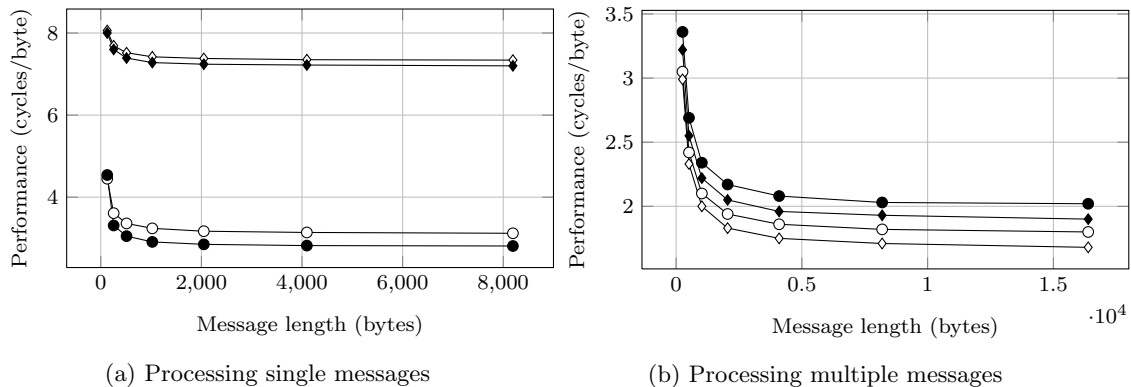 Performance (cycles/byte)
8
6
4
0
2,000
4,000
6,000
8,000
Message length (bytes)
(a) Processing single messages
Performance (cycles/byte)
3.5
3
2.5
2
0
0.5
1
1.5
·10⁴
Message length (bytes)
(b) Processing multiple messages